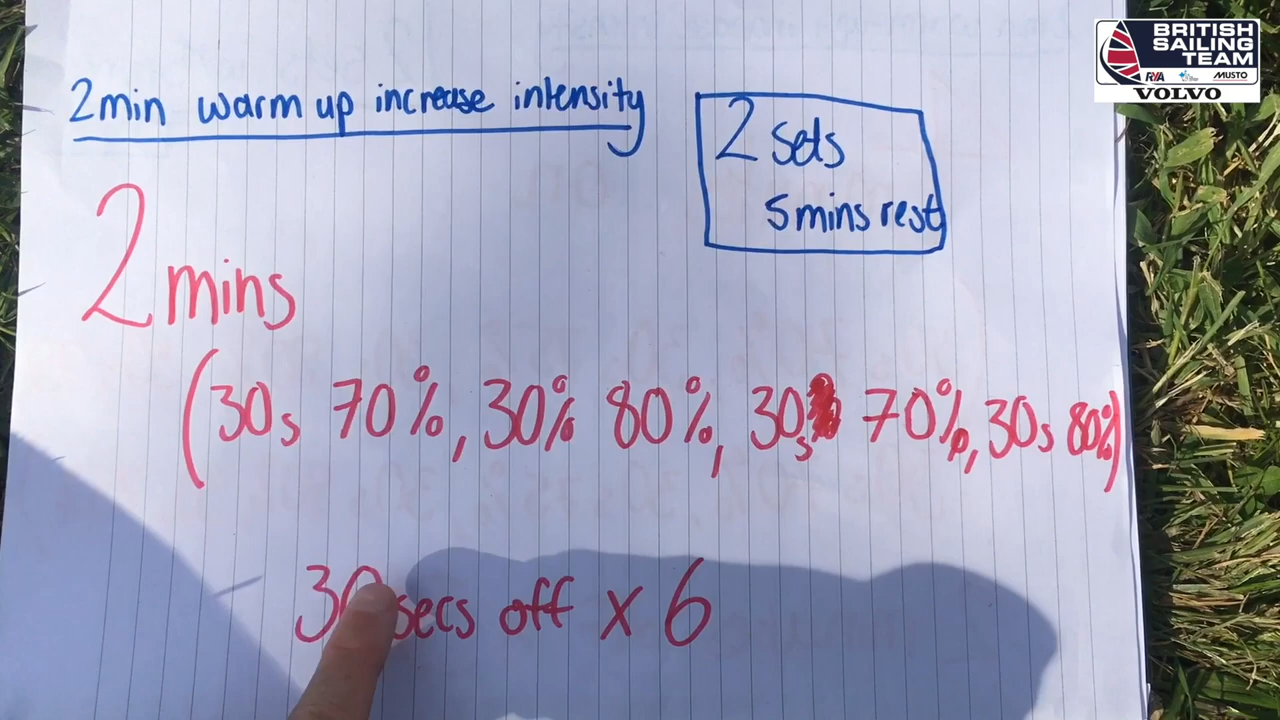 BRITISH
SAILING
TEAM
RYA MUSTO
VOLVO
2min warm up increase intensity
2 sets
5mins rest
2 mins
(30s 70%, 30% 80%, 30s 70%, 30s 80%)
30 secs off x 6